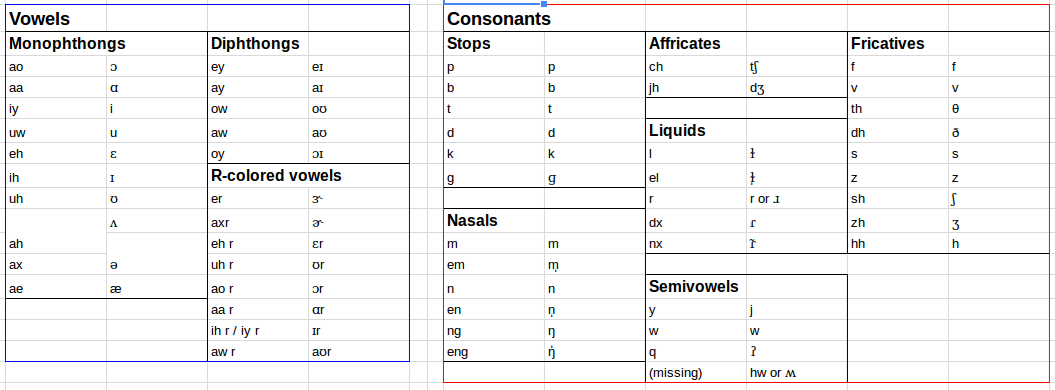 Vowels
Monophthongs
ao ɔ
aa ɑ
iy i
uw u
eh ɛ
ih ɪ
uh ʊ
ah ʌ
ax ə
ae æ
Diphthongs
ey eɪ
ay aɪ
ow oʊ
aw aʊ
oy ɔɪ
R-colored vowels
er ɝ
axr ɚ
eh r ɛr
uh r ʊr
ao r ɔr
aa r ɑr
ih r / iy r ɪr
aw r aʊr
Consonants
Stops
p p
b b
t t
d d
k k
g ɡ
Nasals
m m
em m̩
n n
en n̩
ng ŋ
eng ŋ̍
Affricates
ch tʃ
jh dʒ
Liquids
l ɫ
el ɫ̩
r r or ɹ
dx ɾ
nx ɾ̃
Semivowels
y j
w w
q ʔ
(missing) hw or ʍ
Fricatives
f f
v v
th θ
dh ð
s s
z z
sh ʃ
zh ʒ
hh h